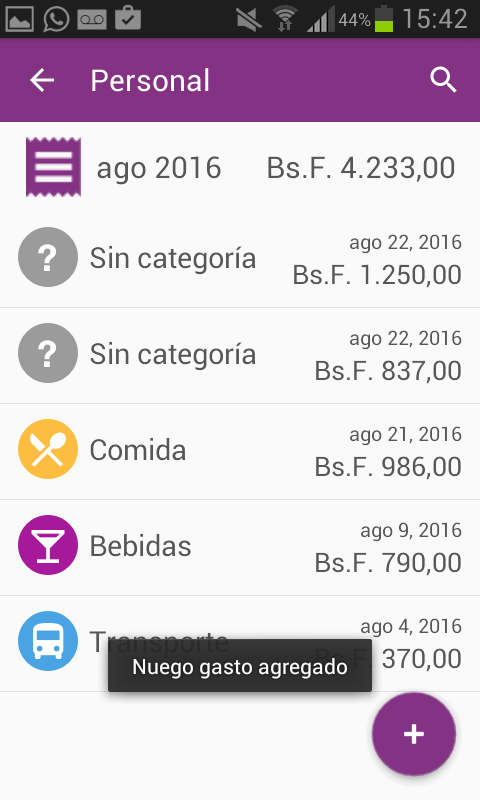 44% 15:42
Personal
ago 2016 Bs.F. 4.233,00
ago 22, 2016
Sin categoría
Bs.F. 1.250,00
ago 22, 2016
Sin categoría
Bs.F. 837,00
ago 21, 2016
Comida
Bs.F. 986,00
ago 9, 2016
Bebidas
Bs.F. 790,00
ago 4, 2016
Transporte
370,00
Nuego gasto agregado